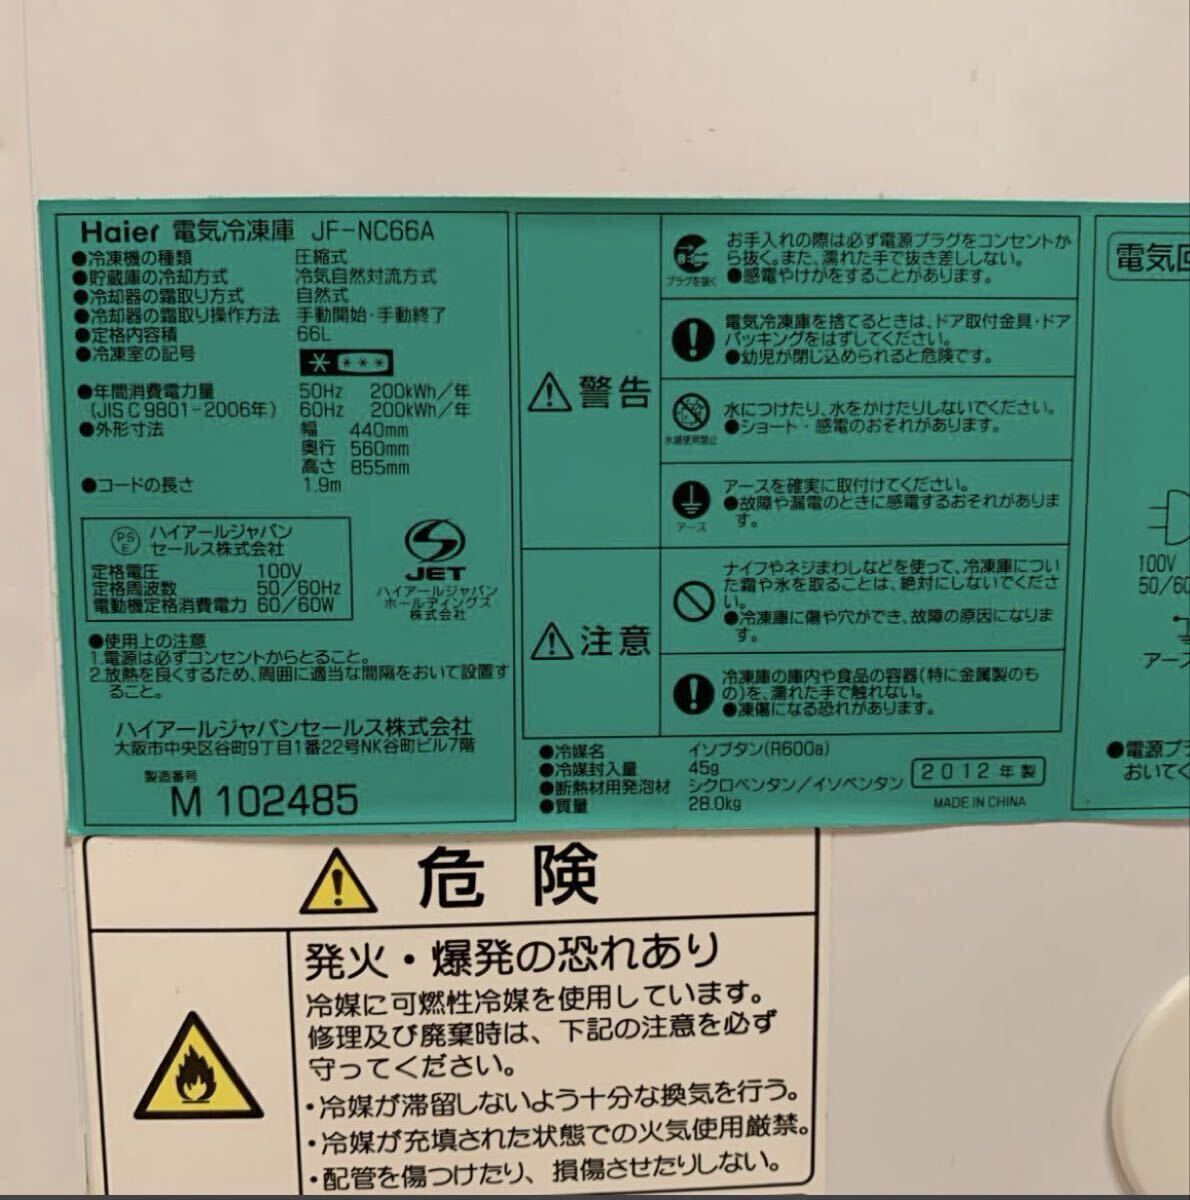 Haier 電気冷凍庫 JF-NC66A
●冷凍機の種類 圧縮式
●貯蔵庫の冷却方式 冷気自然対流方式
●冷却器の霜取り方式 自然式
●冷却器の霜取り操作方法 手動開始・手動終了
●定格内容積 66L
●冷凍室の記号
●年間消費電力量 50Hz 200kWh/年
(JIS C 9801-2006年) 60Hz 200kWh/年
●外形寸法 幅 440mm
奥行 560mm
高さ 855mm
●コードの長さ 1.9m
PS
E
ハイアールジャパン
セールス株式会社
定格電圧 100V
定格周波数 50/60Hz
電動機定格消費電力 60/60W
JET
ハイアールジャパン
ホールディングス
株式会社
●使用上の注意
1.電源は必ずコンセントからとること。
2.放熱を良くするため、周囲に適当な間隔をおいて設置す
ること。
ハイアールジャパンセールス株式会社
大阪市中央区谷町9丁目1番22号NK谷町ビル7階
製造番号
M 102485
警告
プラグを抜く
お手入れの際は必ず電源プラグをコンセントか
ら抜く。また、濡れた手で抜き差ししない。
●感電やけがをすることがあります。
電気冷凍庫を捨てるときは、ドア取付金具・ドア
パッキングをはずしてください。
●幼児が閉じ込められると危険です。
水場使用禁止
水につけたり、水をかけたりしないでください。
●ショート・感電のおそれがあります。
アース
アースを確実に取付けてください。
●故障や漏電のときに感電するおそれがありま
す。
注意
ナイフやネジまわしなどを使って、冷凍庫につい
た霜や氷を取ることは、絶対にしないでくださ
い。
●冷凍庫に傷や穴ができ、故障の原因になりま
す。
冷凍庫の庫内や食品の容器(特に金属製のも
の)を、濡れた手で触れない。
●凍傷になる恐れがあります。
●冷媒名 イソブタン(R600a)
●冷媒封入量 45g
●断熱材用発泡材 シクロペンタン/イソペンタン
●質量 28.0kg
2012年製
MADE IN CHINA
電気回
100V
50/60
アース
●電源プラ
おいてく
危険
発火・爆発の恐れあり
冷媒に可燃性冷媒を使用しています。
修理及び廃棄時は、下記の注意を必ず
守ってください。
・冷媒が滞留しないよう十分な換気を行う。
・冷媒が充填された状態での火気使用厳禁。
・配管を傷つけたり、損傷させたりしない。